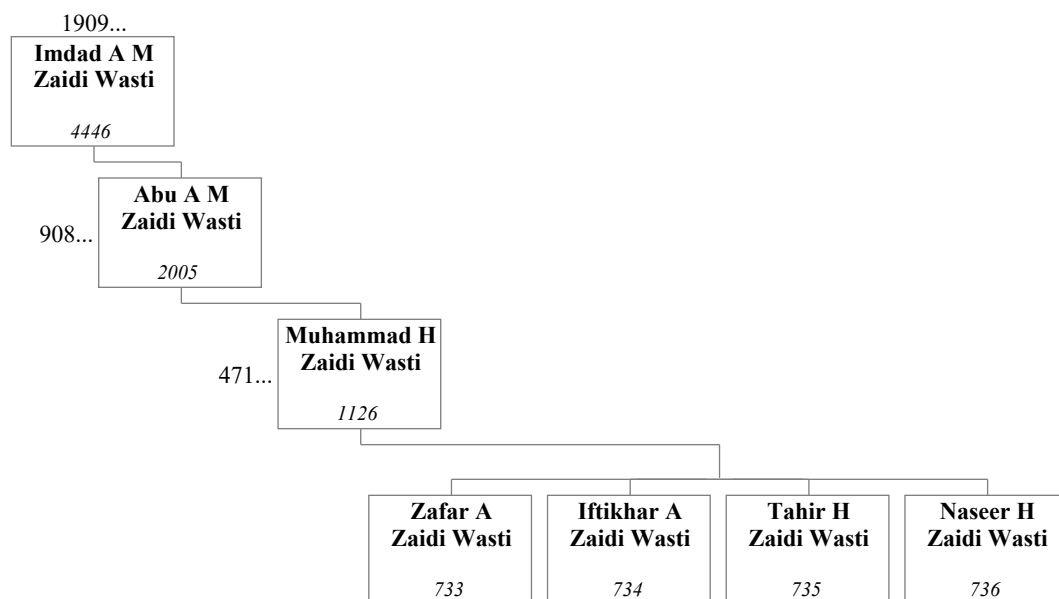 1909...
Imdad A M
Zaidi Wasti
4446
Abu A M
Zaidi Wasti
908...
2005
Muhammad H
Zaidi Wasti
471...
1126
Zafar A
Zaidi Wasti
733
Iftikhar A
Zaidi Wasti
734
Tahir H
Zaidi Wasti
735
Naseer H
Zaidi Wasti
736